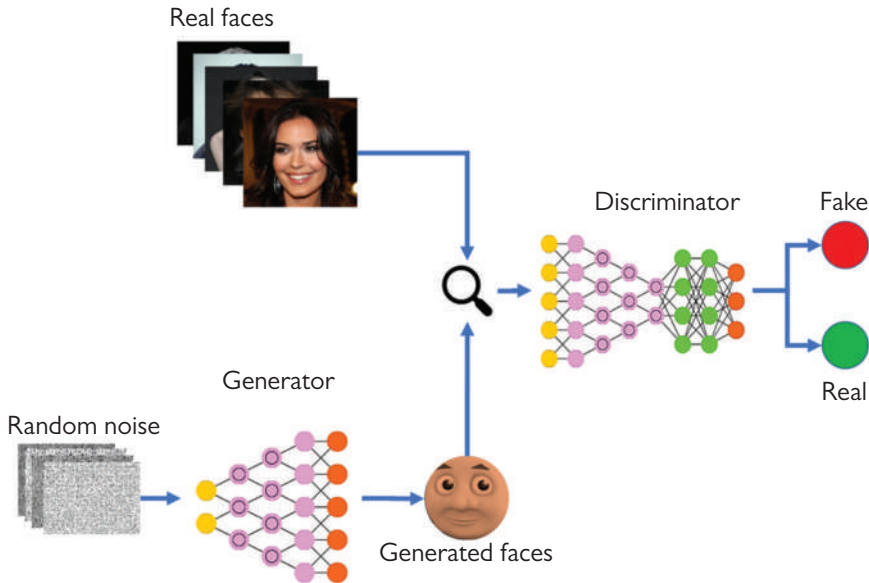 Real faces
Discriminator
Fake
Generator
Real
Random noise
Generated faces